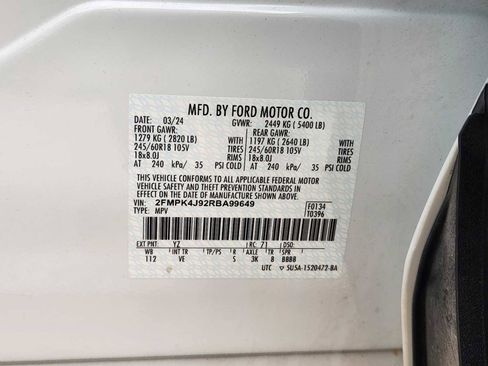 MFD. BY FORD MOTOR CO.
DATE: 03/24 GVWR: 2449 KG ( 5400 LB)
FRONT GAWR: REAR GAWR:
1279 KG ( 2820 LB) 1197 KG ( 2640 LB)
245/60R18 105V WITH TIRES 245/60R18 105V
18x8.0J RIMS 18x8.0J
AT 240 kPa/ 35 PSI COLD RIMS AT 240 kPa/ 35 PSI COLD
THIS VEHICLE CONFORMS TO ALL APPLICABLE FEDERAL MOTOR
VEHICLE SAFETY AND THEFT PREVENTION STANDARDS IN EFFECT ON
THE DATE OF MANUFACTURE SHOWN ABOVE.
VIN: 2FMPK4J92RBA99649 F0134
TYPE: MPV T0396
EXT PNT: YZ RC: 71 DSO:
WB INT TR TP/PS R AXLE TR SPR
112 VE S 3K 8 BBBB
UTC ▽ 5U5A-1520472-BA